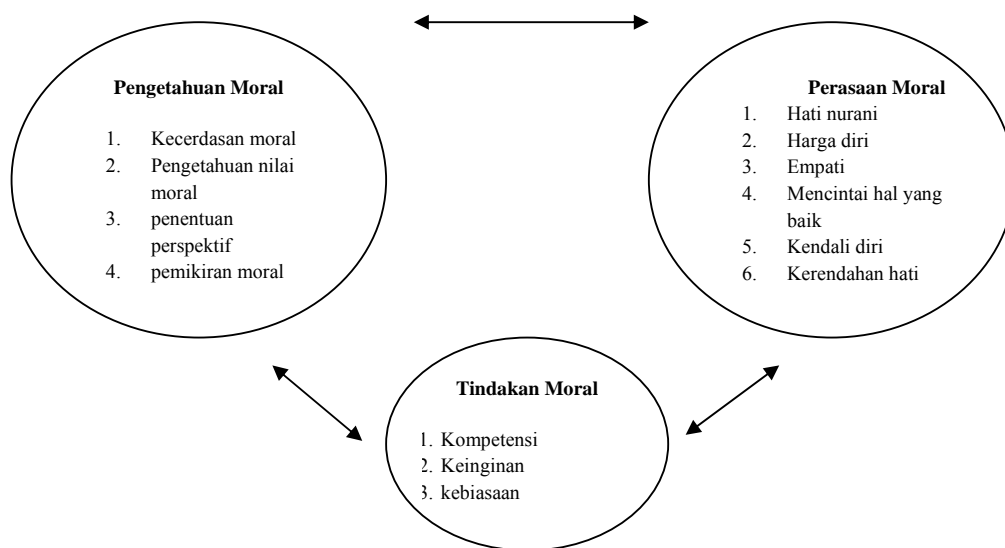 Pengetahuan Moral
1. Kecerdasan moral
2. Pengetahuan nilai
moral
3. penentuan
perspektif
4. pemikiran moral
Perasaan Moral
1. Hati nurani
2. Harga diri
3. Empati
4. Mencintai hal yang
baik
5. Kendali diri
6. Kerendahan hati
Tindakan Moral
1. Kompetensi
2. Keinginan
3. kebiasaan